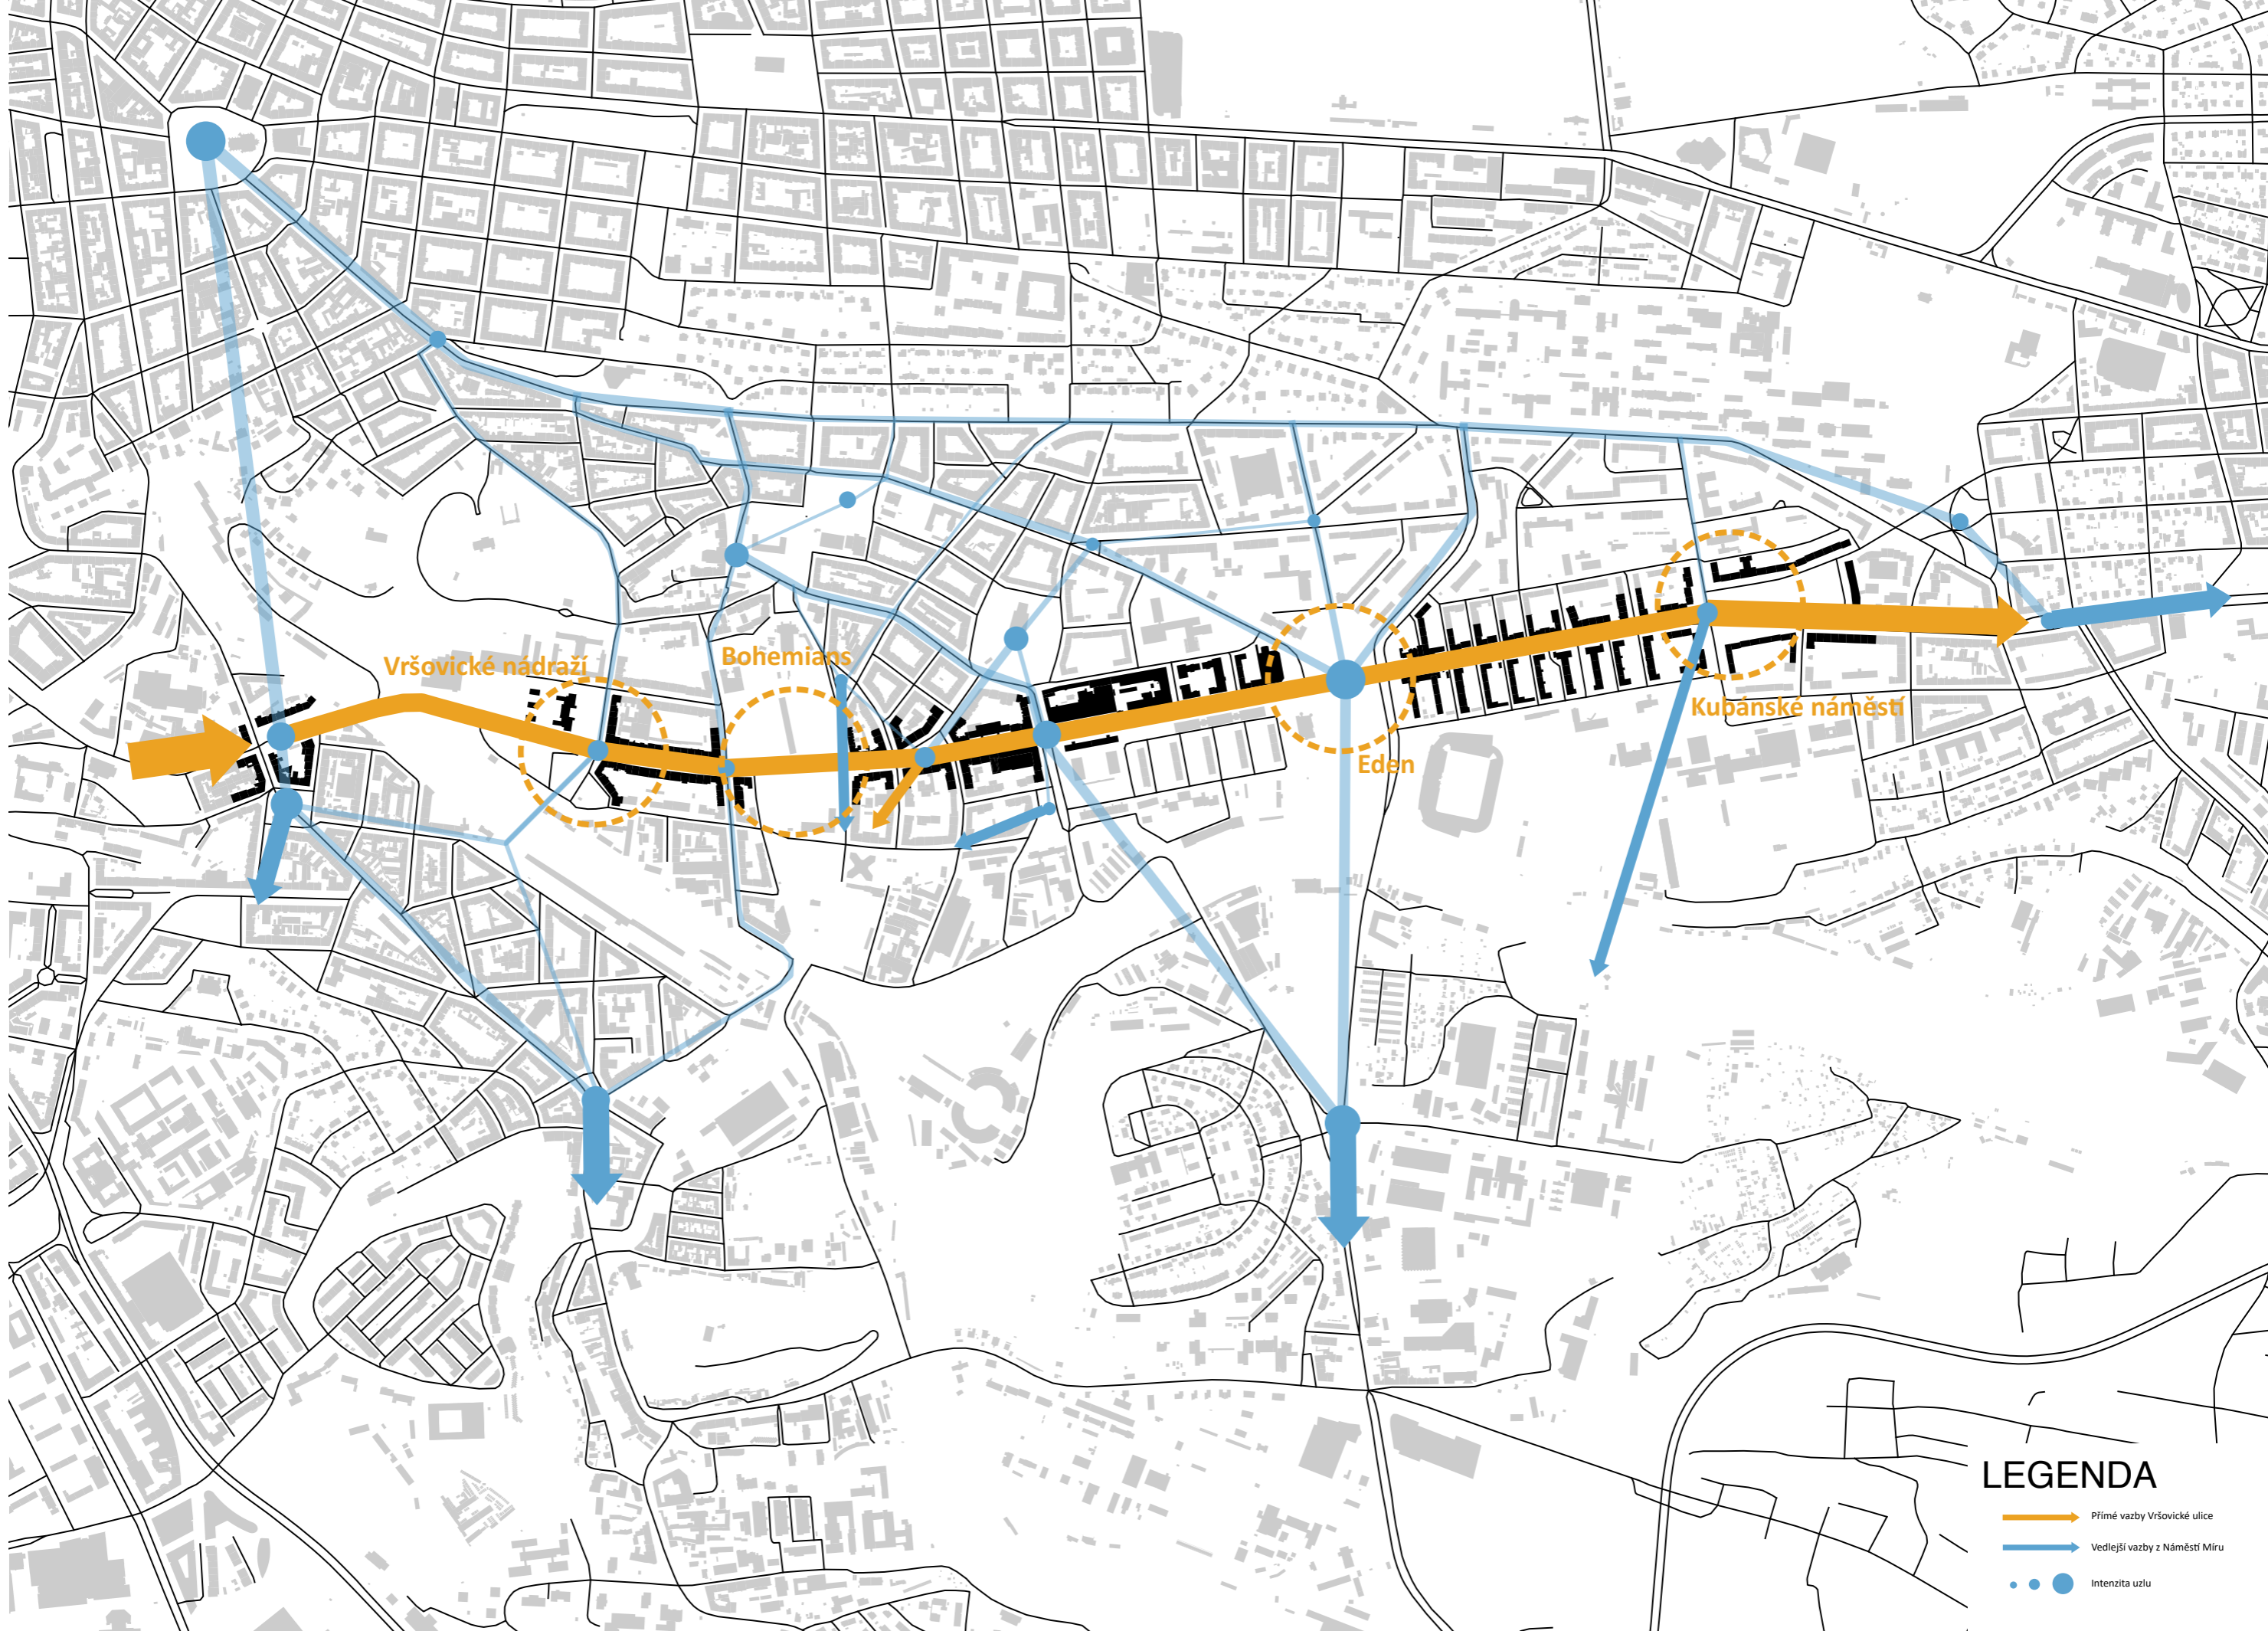 Vršovické nádraží
Bohemians
Eden
Kubánské náměstí
LEGENDA
Přímé vazby Vršovické ulice
Vedlejší vazby z Náměstí Míru
Intenzita uzlu